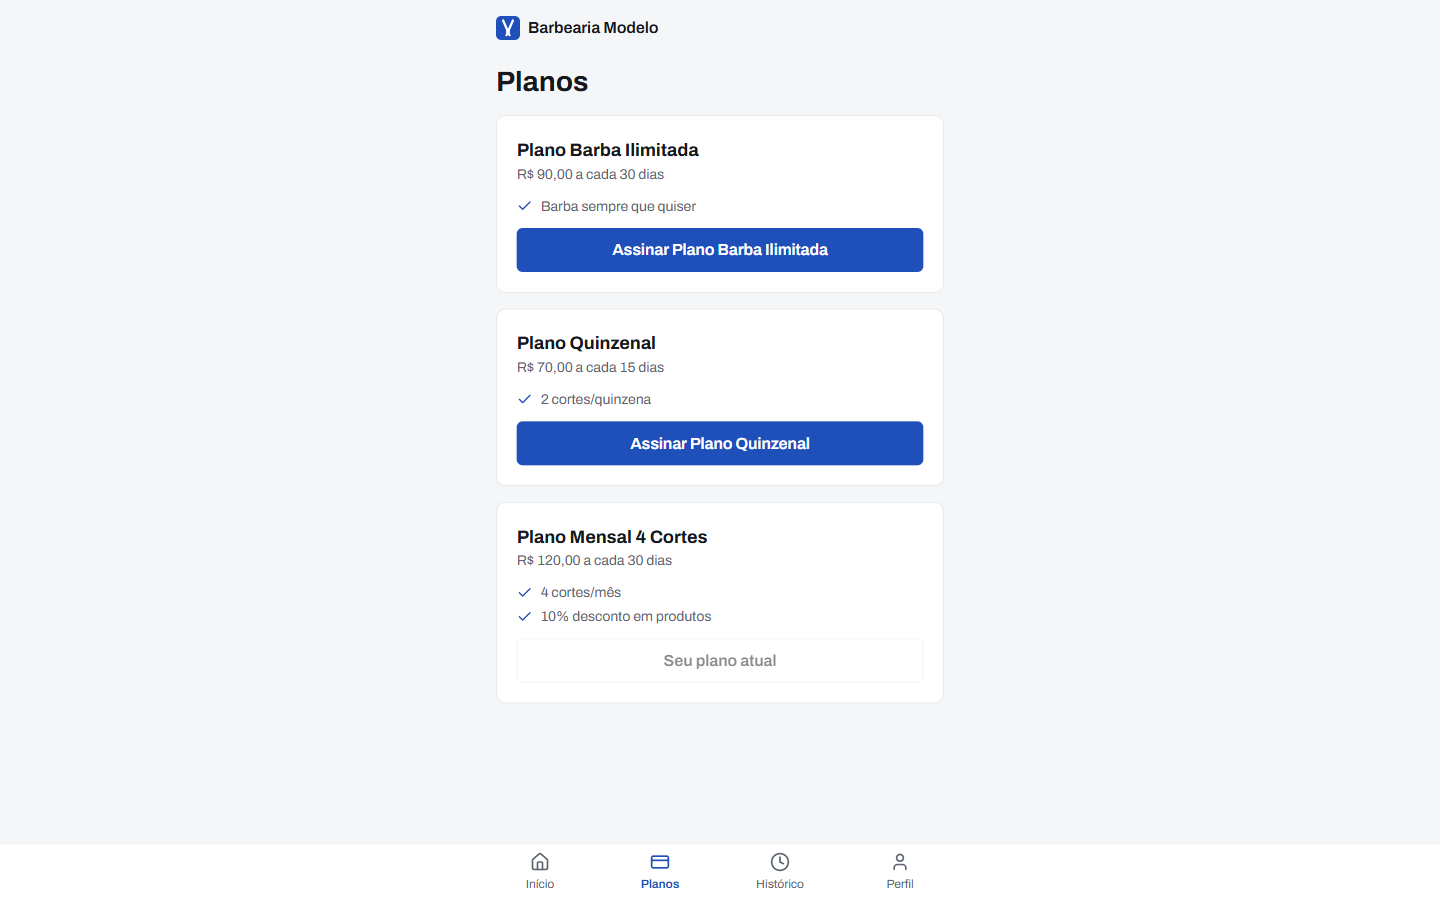 Barbearia Modelo
Planos
Plano Barba Ilimitada
R$ 90,00 a cada 30 dias
Barba sempre que quiser
Assinar Plano Barba Ilimitada
Plano Quinzenal
R$ 70,00 a cada 15 dias
2 cortes/quinzena
Assinar Plano Quinzenal
Plano Mensal 4 Cortes
R$ 120,00 a cada 30 dias
4 cortes/mês
10% desconto em produtos
Seu plano atual
Início
Planos
Histórico
Perfil